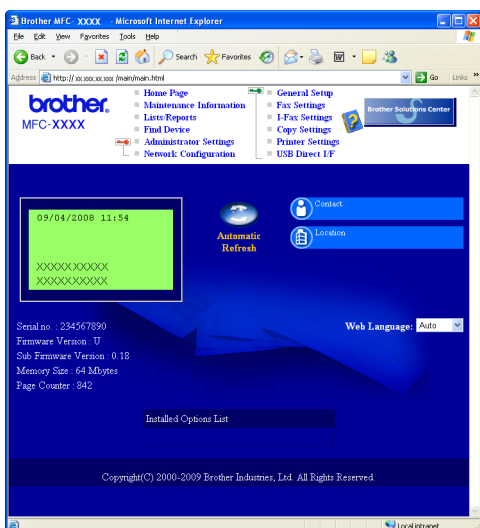 Brother MFC- XXXX - Microsoft Internet Explorer
File Edit View Favorites Tools Help
Back Search Favorites
Address http:// xx.xxx.xx.xxx /main/main.html Go Links »
brother.
MFC-XXXX
Home Page
Maintenance Information
Lists/Reports
Find Device
Administrator Settings
Network Configuration
General Setup
Fax Settings
I-Fax Settings
Copy Settings
Printer Settings
USB Direct I/F
Brother Solutions Center
09/04/2008 11:54
XXXXXXXXXX
XXXXXXXXXX
Automatic
Refresh
Contact
Location
Serial no. : 234567890
Firmware Version : U
Sub Firmware Version : 0.18
Memory Size : 64 Mbytes
Page Counter : 842
Web Language: Auto
Installed Options List
Copyright(C) 2000-2009 Brother Industries, Ltd. All Rights Reserved.
Local intranet